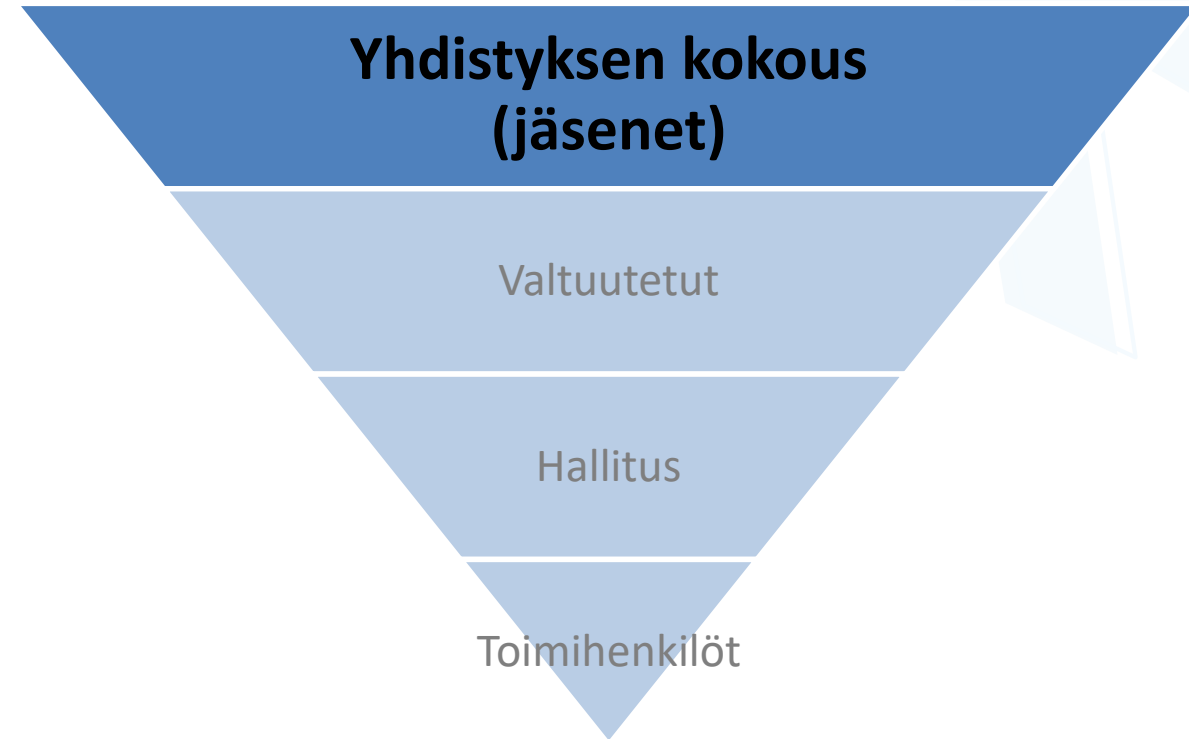 Yhdistyksen kokous
(jäsenet)
Valtuutetut
Hallitus
Toimihenkilöt